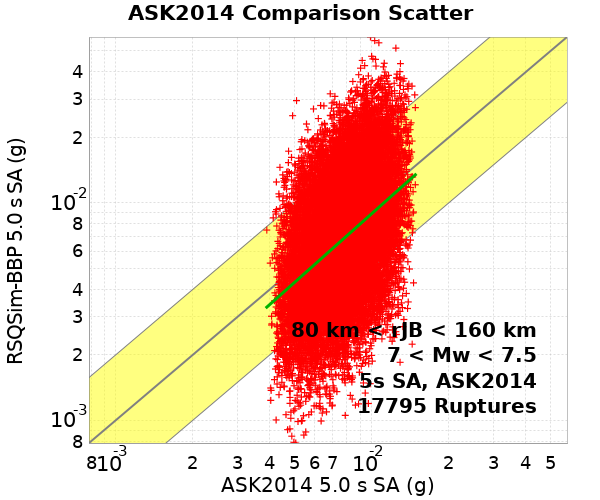 ASK2014 Comparison Scatter
RSQSim-BBP 5.0 s SA (g)
4
3
2
10-2
8
6
4
3
2
10-3
8
80 km < rJB < 160 km
7 < Mw < 7.5
5s SA, ASK2014
17795 Ruptures
8 10-3 2 3 4 5 6 7 10-2 2 3 4 5
ASK2014 5.0 s SA (g)